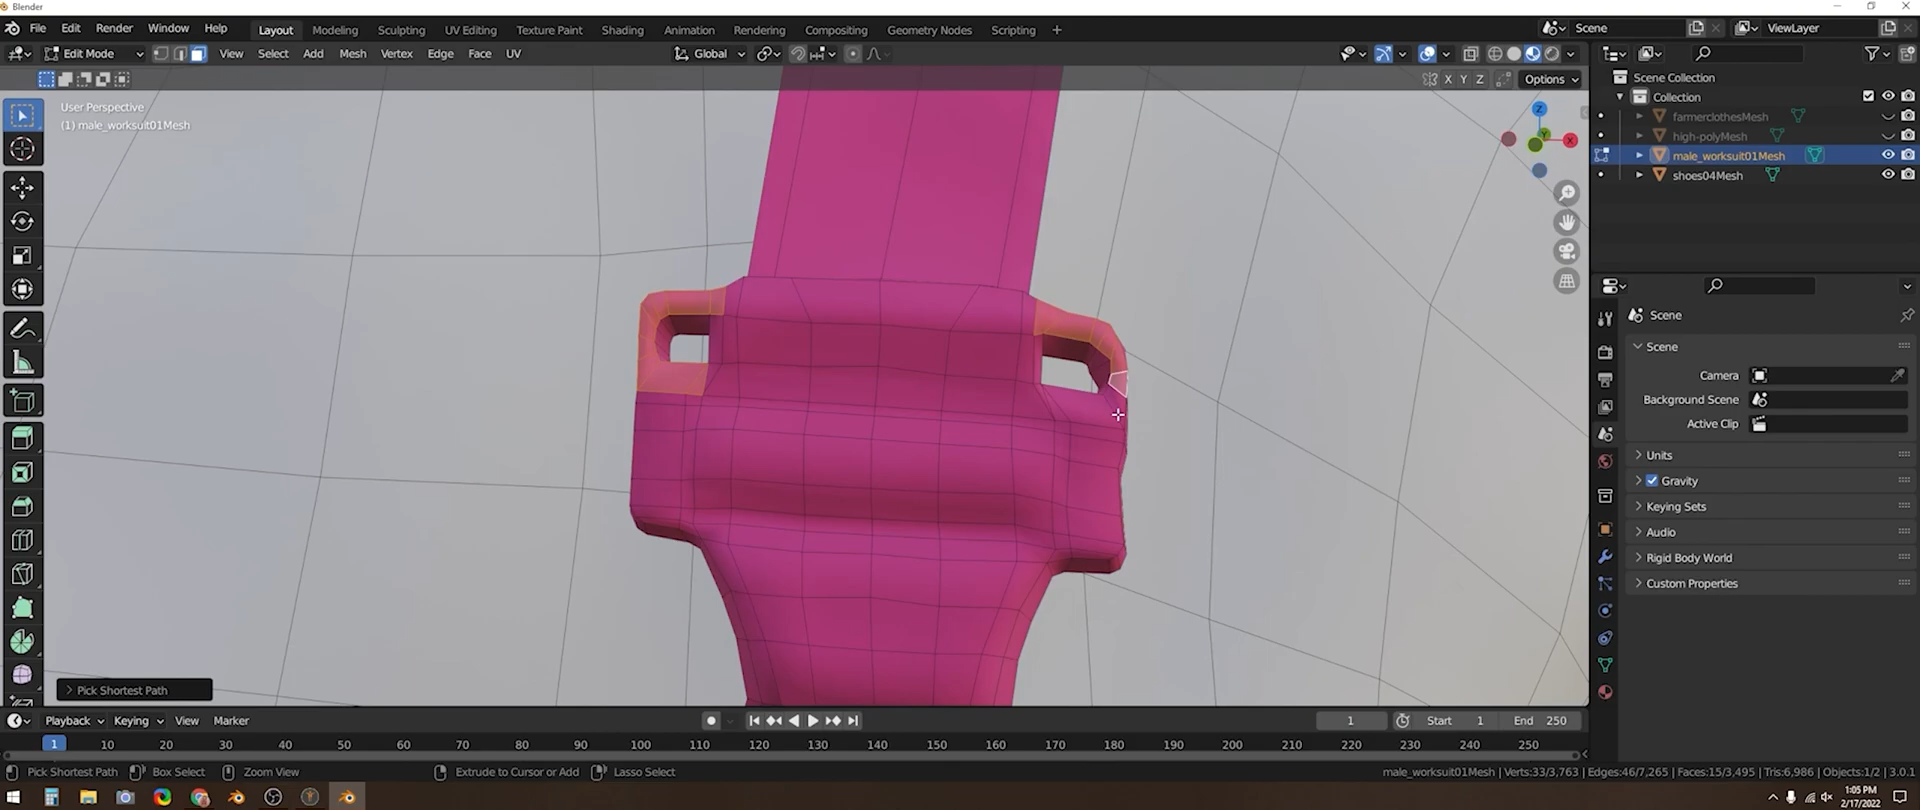 Blender
File Edit Render Window Help Layout Modeling Sculpting UV Editing Texture Paint Shading Animation Rendering Compositing Geometry Nodes Scripting + Scene ViewLayer
Edit Mode View Select Add Mesh Vertex Edge Face UV Global
X Y Z Options
User Perspective
(1) male_worksuit01Mesh
Z
X
Scene Collection
Collection
farmerclothesMesh
high-polyMesh
male_worksuit01Mesh
shoes04Mesh
Scene
Scene
Camera
Background Scene
Active Clip
Units
Gravity
Keying Sets
Audio
Rigid Body World
Custom Properties
Pick Shortest Path
Playback Keying View Marker 1 Start 1 End 250
1 10 20 30 40 50 60 70 80 90 100 110 120 130 140 150 160 170 180 190 200 210 220 230 240 250
Pick Shortest Path Box Select Zoom View Extrude to Cursor or Add Lasso Select male_worksuit01Mesh | Verts:33/3,763 | Edges:46/7,265 | Faces:15/3,495 | Tris:6,986 | Objects:1/2 | 3.0.1
1:05 PM
2/17/2022